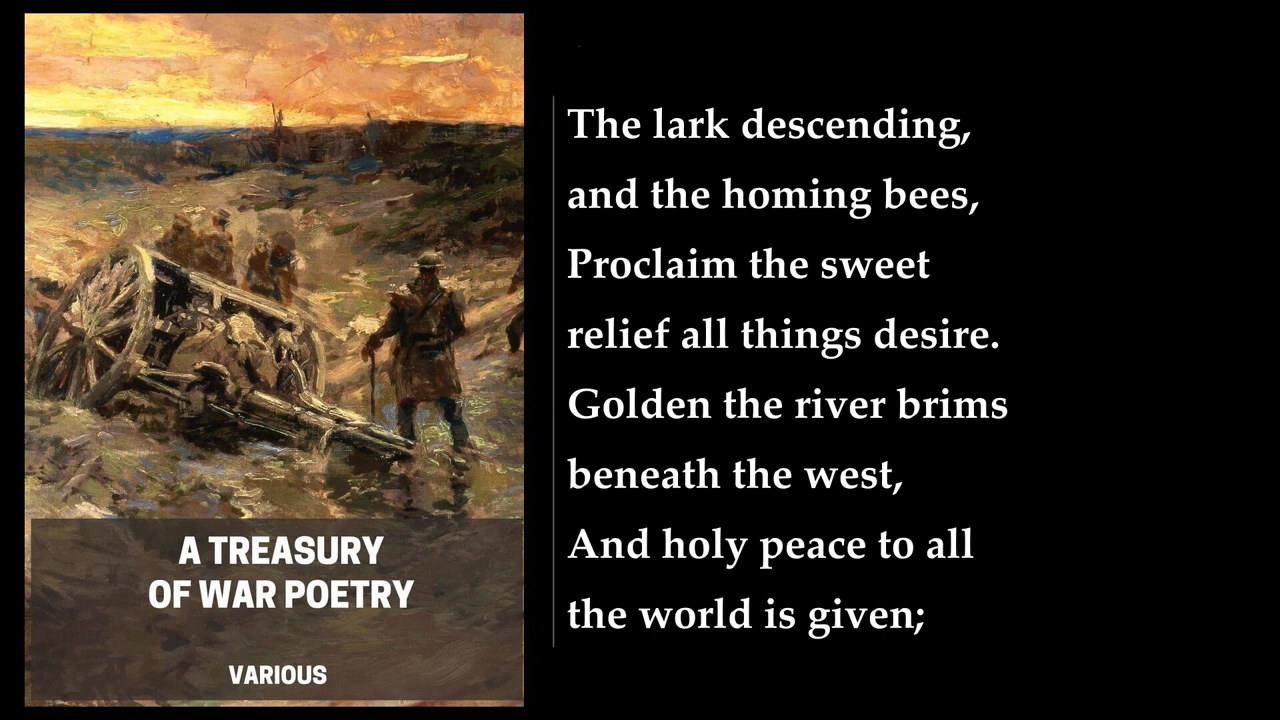 A TREASURY
OF WAR POETRY
VARIOUS
The lark descending,
and the homing bees,
Proclaim the sweet
relief all things desire.
Golden the river brims
beneath the west,
And holy peace to all
the world is given;